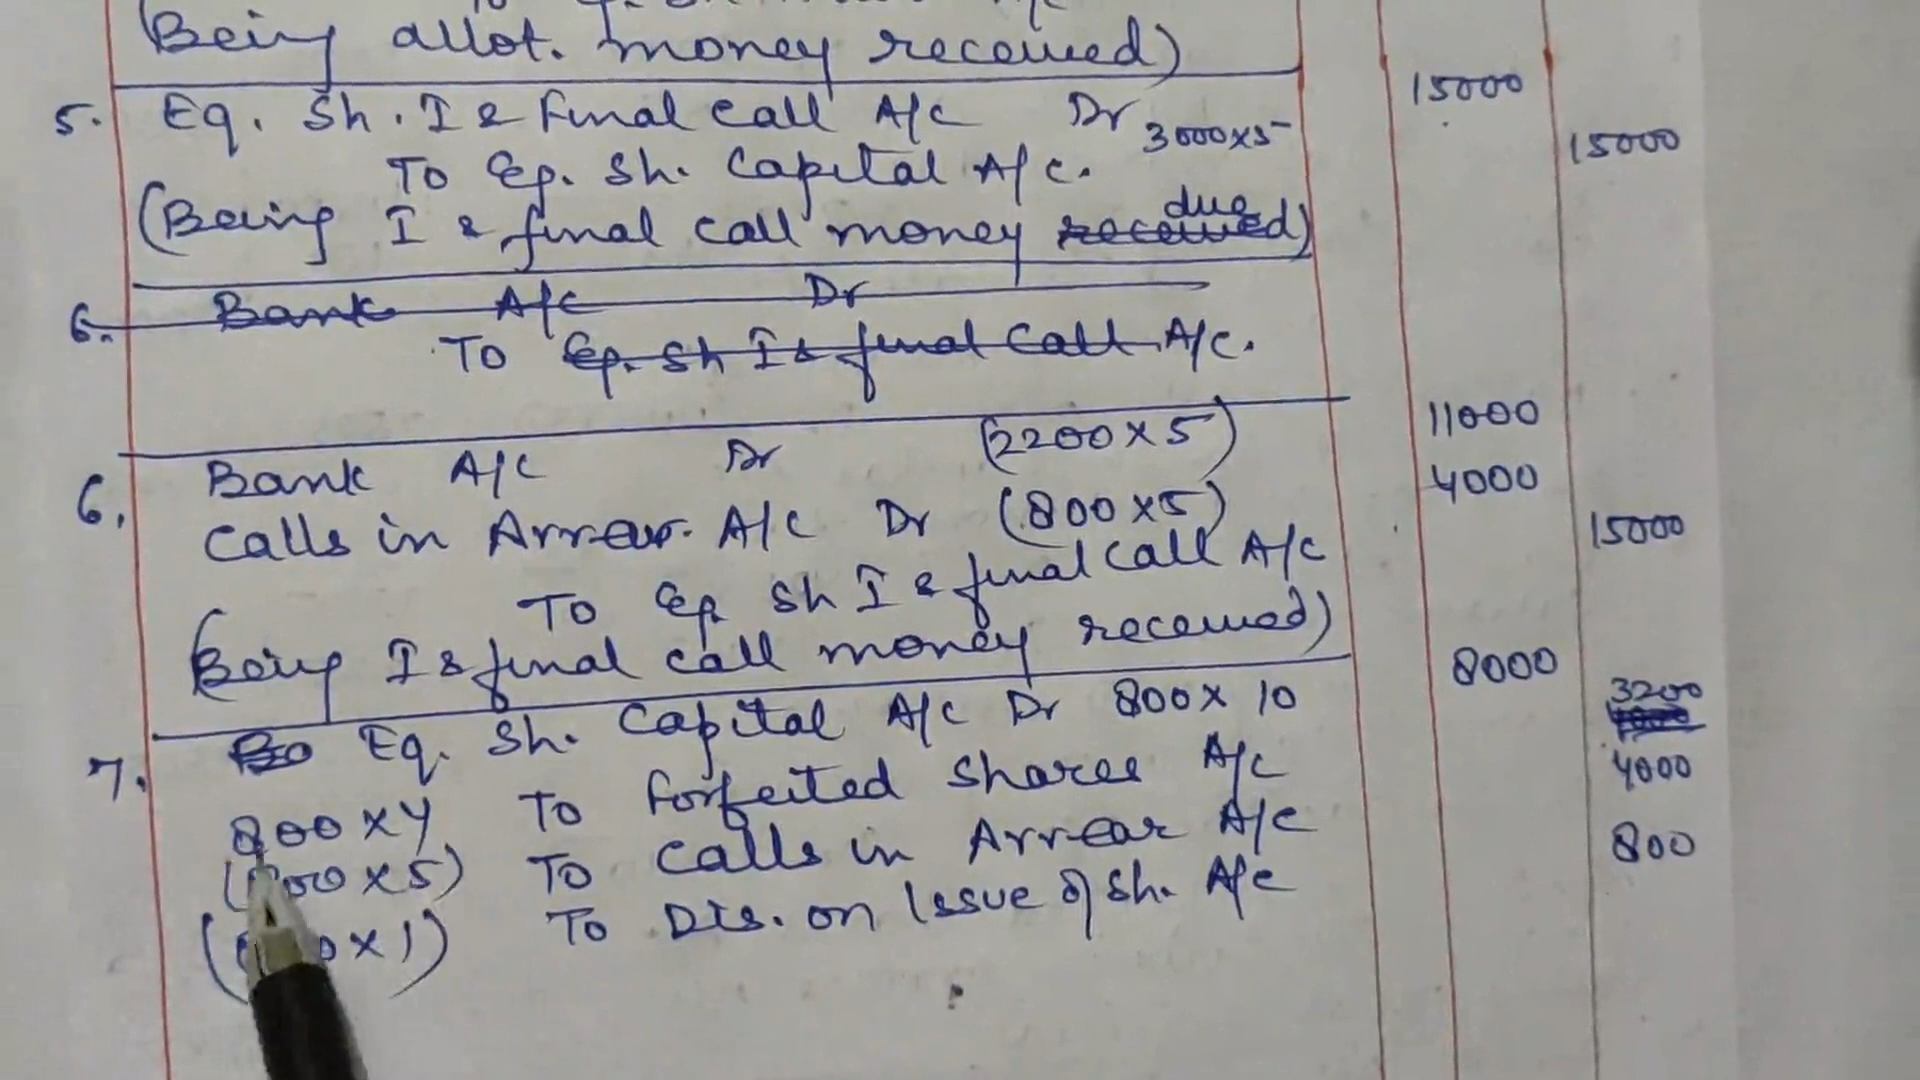 Being allot. money received)
5. Eq. Sh. I & final call A/c Dr 3000x5 15000
To Eq. Sh. Capital A/c. 15000
(Being I & final call money received due)
6. Bank A/c Dr
To Eq. Sh I & final call A/c.
6. Bank A/c Dr (2200x5) 11000
Calls in Arrear. A/c Dr (800x5) 4000
To Eq Sh I & final call A/c 15000
(Being I & final call money received)
7. Eq. Sh. Capital A/c Dr 800x10 8000
800x4 To forfeited shares A/c 3200
x5) To calls in Arrear A/c 4000
x1) To Dis. on Issue of Sh. A/c 800